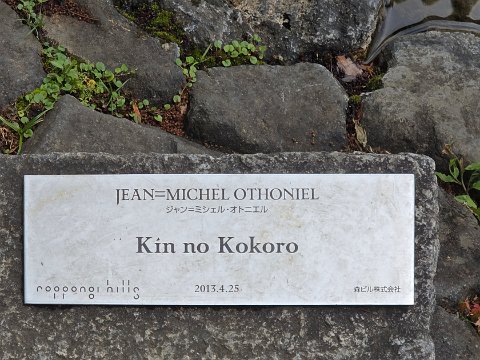 JEAN=MICHEL OTHONIEL
ジャン=ミシェル・オトニエル
Kin no Kokoro
roppongi hills
2013.4.25
森ビル株式会社